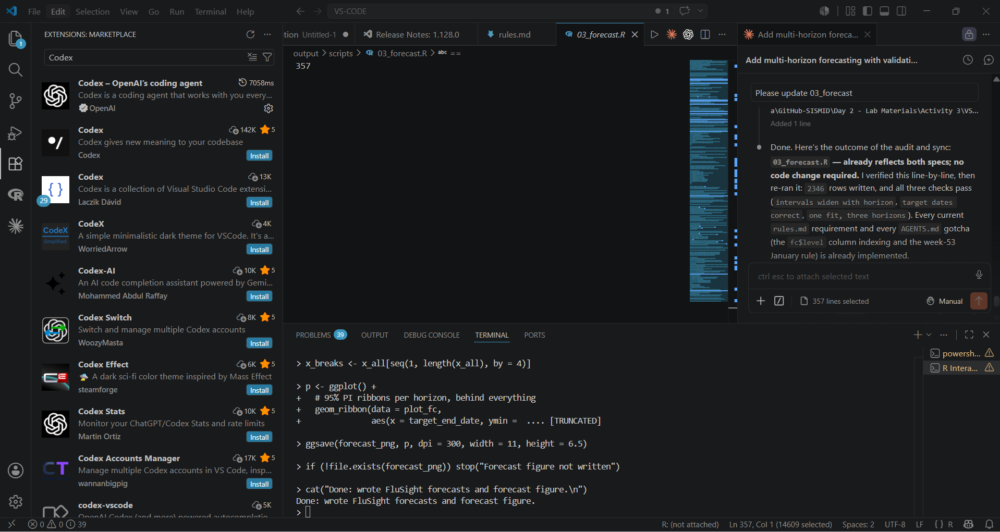 File Edit Selection View Go Run Terminal Help
VS-CODE
1
EXTENSIONS: MARKETPLACE
Codex
Codex – OpenAI's coding agent
7058ms
Codex is a coding agent that works with you every...
OpenAI
Codex
142K 5
Codex gives new meaning to your codebase
Codex
Install
Codex
13K
Codex is a collection of Visual Studio Code extensi...
Laczik Dávid
Install
CodeX
Simplified.
CodeX
4K
A simple minimalistic dark theme for VSCode. It's a...
WorriedArrow
Install
Codex-AI
10K 5
An AI code completion assistant powered by Gemi...
Mohammed Abdul Raffay
Install
Codex Switch
8K 5
Switch and manage multiple Codex accounts
WoozyMasta
Install
Codex Effect
6K 5
A dark sci-fi color theme inspired by Mass Effect
steamforge
Install
Codex Stats
10K 5
Monitor your ChatGPT/Codex Stats and rate limits
Martin Ortiz
Install
CT
Codex Accounts Manager
17K 5
Manage multiple Codex accounts in VS Code, insp...
wannanbigpig
Install
codex-vscode
5K
OpenAI Codex (and more) powered autocompletio...
1
29
tion Untitled-1
Release Notes: 1.128.0
rules.md
03_forecast.R
output > scripts > 03_forecast.R > abc ==
357
Add multi-horizon foreca...
Add multi-horizon forecasting with validati...
Please update 03_forecast
a\GitHub-SISMID\Day 2 - Lab Materials\Activity 3\VS...
Added 1 line
Done. Here's the outcome of the audit and sync:
03_forecast.R — already reflects both specs; no
code change required. I verified this line-by-line, then
re-ran it: 2346 rows written, and all three checks pass
( intervals widen with horizon , target dates
correct , one fit, three horizons ). Every current
rules.md requirement and every AGENTS.md gotcha
(the fc$level column indexing and the week-53
January rule) is already implemented.
ctrl esc to attach selected text
357 lines selected
Manual
PROBLEMS 39 OUTPUT DEBUG CONSOLE TERMINAL PORTS
powersh...
R Intera...
> x_breaks <- x_all[seq(1, length(x_all), by = 4)]
> p <- ggplot() +
+ # 95% PI ribbons per horizon, behind everything
+ geom_ribbon(data = plot_fc,
+ aes(x = target_end_date, ymin = .... [TRUNCATED]
> ggsave(forecast_png, p, dpi = 300, width = 11, height = 6.5)
> if (!file.exists(forecast_png)) stop("Forecast figure not written")
> cat("Done: wrote FluSight forecasts and forecast figure.\n")
Done: wrote FluSight forecasts and forecast figure.
>
0 0 39
R: (not attached) Ln 357, Col 1 (14609 selected) Spaces: 2 UTF-8 LF {} R